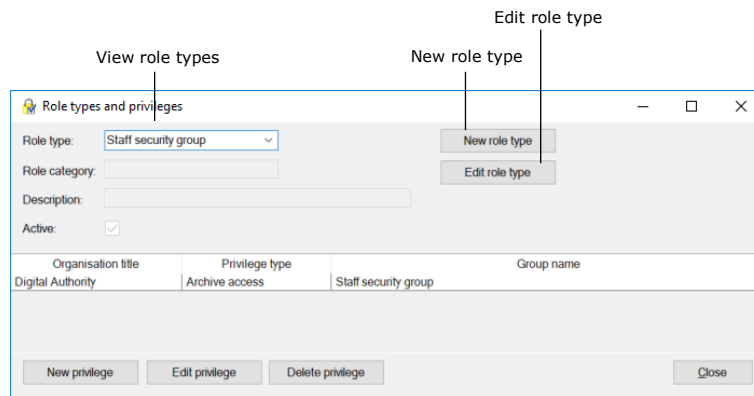 Edit role type
View role types
New role type
Role types and privileges
Role type: Staff security group New role type
Role category: Edit role type
Description:
Active:
Organisation title Privilege type Group name
Digital Authority Archive access Staff security group
New privilege Edit privilege Delete privilege Close